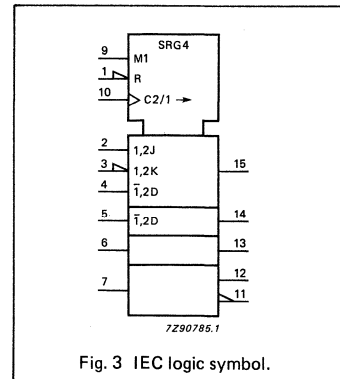 SRG4
9 M1
1 R
10 C2/1 →
2 1,2J 15
3 1,2K
4 1̅,2D
5 1̅,2D 14
6 13
7 12
11
7Z90785.1
Fig. 3 IEC logic symbol.